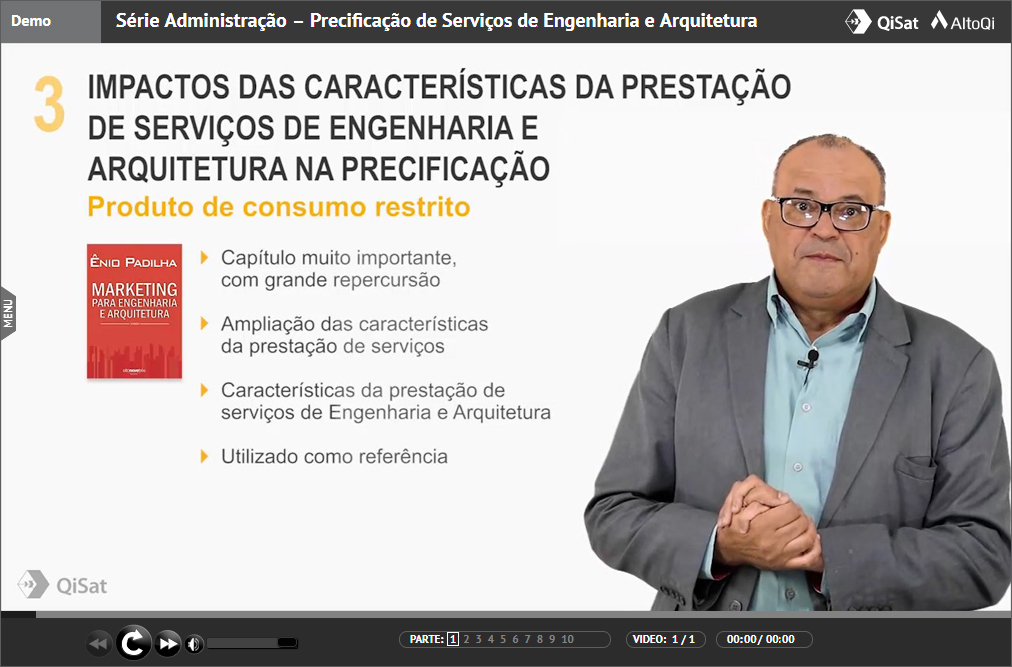 Demo
Série Administração – Precificação de Serviços de Engenharia e Arquitetura
QiSat
AltoQi
3
IMPACTOS DAS CARACTERÍSTICAS DA PRESTAÇÃO
DE SERVIÇOS DE ENGENHARIA E
ARQUITETURA NA PRECIFICAÇÃO
Produto de consumo restrito
ÊNIO PADILHA
MARKETING
PARA ENGENHARIA
E ARQUITETURA
Capítulo muito importante,
com grande repercursão
Ampliação das características
da prestação de serviços
Características da prestação de
serviços de Engenharia e Arquitetura
Utilizado como referência
MENU
QiSat
PARTE: 1 2 3 4 5 6 7 8 9 10
VIDEO: 1 / 1
00:00/ 00:00